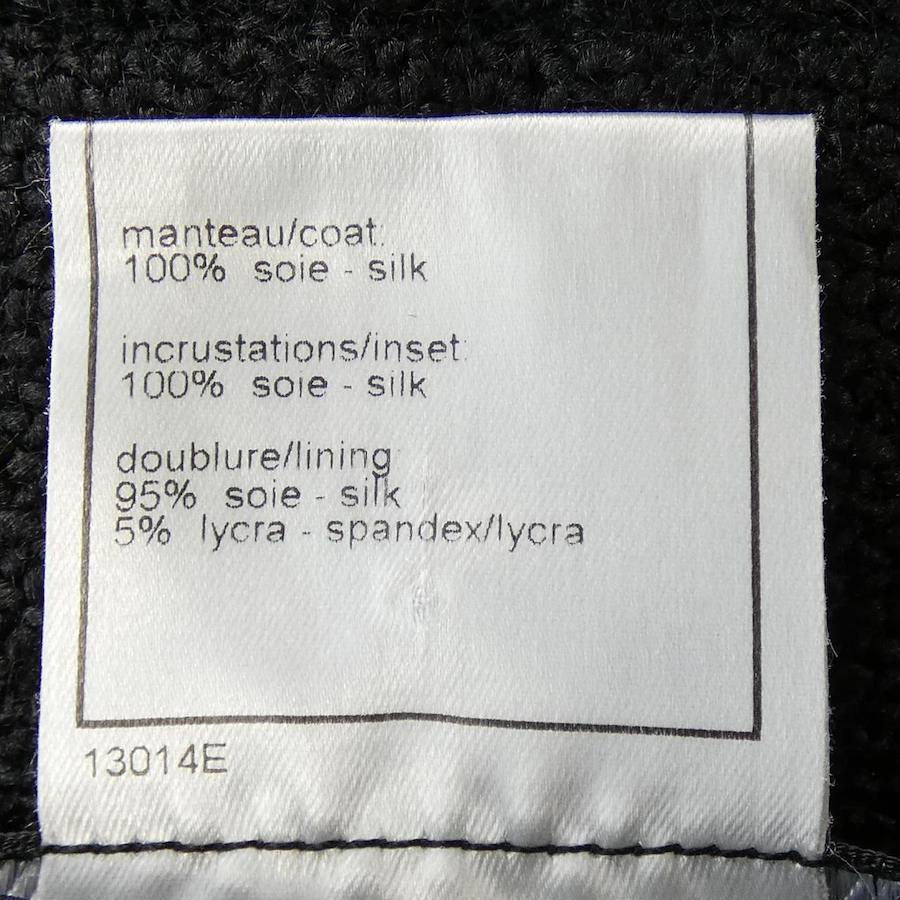 manteau/coat:
100% soie - silk
incrustations/inset:
100% soie - silk
doublure/lining
95% soie - silk
5% lycra - spandex/lycra
13014E